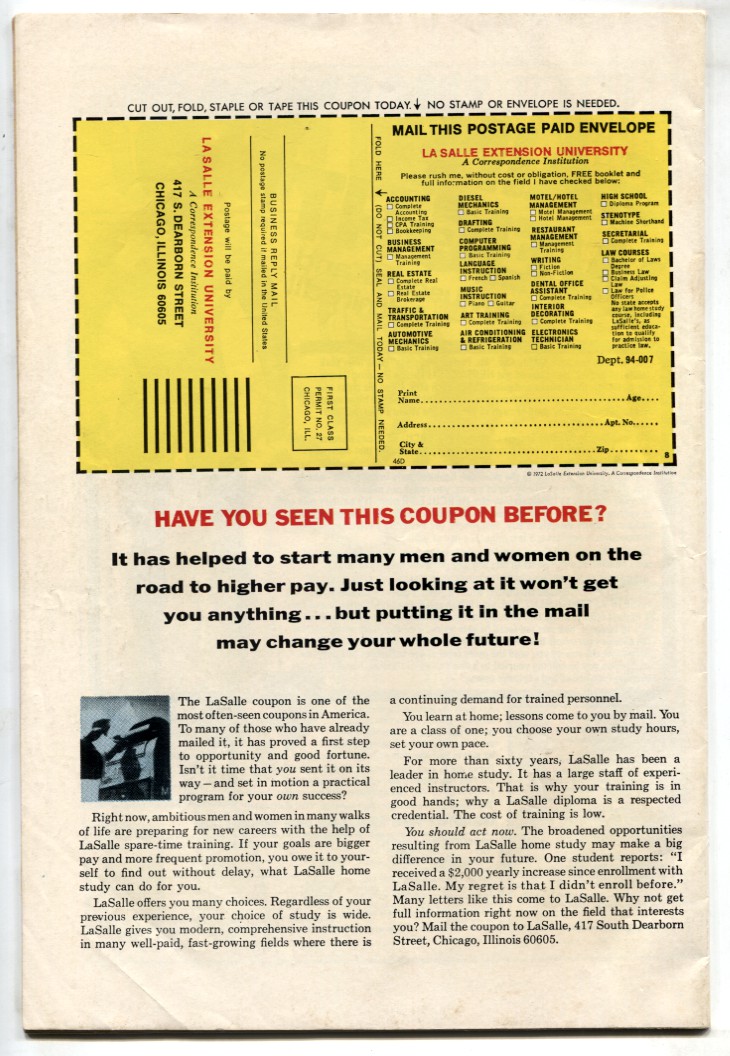 CUT OUT, FOLD, STAPLE OR TAPE THIS COUPON TODAY. ↓ NO STAMP OR ENVELOPE IS NEEDED.
LA SALLE EXTENSION UNIVERSITY
A Correspondence Institution
417 S. DEARBORN STREET
CHICAGO, ILLINOIS 60605
Postage will be paid by
BUSINESS REPLY MAIL
No postage stamp required if mailed in the United States
FIRST CLASS
PERMIT NO. 27
CHICAGO, ILL.
FOLD HERE → (DO NOT CUT) SEAL AND MAIL TODAY — NO STAMP NEEDED.
MAIL THIS POSTAGE PAID ENVELOPE
LA SALLE EXTENSION UNIVERSITY
A Correspondence Institution
Please rush me, without cost or obligation, FREE booklet and
full information on the field I have checked below:
ACCOUNTING
□ Complete
Accounting
□ Income Tax
□ CPA Training
□ Bookkeeping
BUSINESS
MANAGEMENT
□ Management
Training
REAL ESTATE
□ Complete Real
Estate
□ Real Estate
Brokerage
TRAFFIC &
TRANSPORTATION
□ Complete Training
AUTOMOTIVE
MECHANICS
□ Basic Training
DIESEL
MECHANICS
□ Basic Training
DRAFTING
□ Complete Training
COMPUTER
PROGRAMMING
□ Basic Training
LANGUAGE
INSTRUCTION
□ French □ Spanish
MUSIC
INSTRUCTION
□ Piano □ Guitar
ART TRAINING
□ Complete Training
AIR CONDITIONING
& REFRIGERATION
□ Basic Training
MOTEL/HOTEL
MANAGEMENT
□ Motel Management
□ Hotel Management
RESTAURANT
MANAGEMENT
□ Management
Training
WRITING
□ Fiction
□ Non-Fiction
DENTAL OFFICE
ASSISTANT
□ Complete Training
INTERIOR
DECORATING
□ Complete Training
ELECTRONICS
TECHNICIAN
□ Basic Training
HIGH SCHOOL
□ Diploma Program
STENOTYPE
□ Machine Shorthand
SECRETARIAL
□ Complete Training
LAW COURSES
□ Bachelor of Laws
Degree
□ Business Law
□ Claim Adjusting
Law
□ Law for Police
Officers
No state accepts
any law home study
course, including
LaSalle's, as
sufficient educa-
tion to qualify
for admission to
practice law.
Dept. 94-007
Print
Name.......... Age....
Address.......... Apt. No......
City &
State.......... Zip..........
46D
8
© 1972 LaSalle Extension University, A Correspondence Institution
HAVE YOU SEEN THIS COUPON BEFORE?
It has helped to start many men and women on the
road to higher pay. Just looking at it won't get
you anything...but putting it in the mail
may change your whole future!
The LaSalle coupon is one of the
most often-seen coupons in America.
To many of those who have already
mailed it, it has proved a first step
to opportunity and good fortune.
Isn't it time that you sent it on its
way – and set in motion a practical
program for your own success?
Right now, ambitious men and women in many walks
of life are preparing for new careers with the help of
LaSalle spare-time training. If your goals are bigger
pay and more frequent promotion, you owe it to your-
self to find out without delay, what LaSalle home
study can do for you.
LaSalle offers you many choices. Regardless of your
previous experience, your choice of study is wide.
LaSalle gives you modern, comprehensive instruction
in many well-paid, fast-growing fields where there is
a continuing demand for trained personnel.
You learn at home; lessons come to you by mail. You
are a class of one; you choose your own study hours,
set your own pace.
For more than sixty years, LaSalle has been a
leader in home study. It has a large staff of experi-
enced instructors. That is why your training is in
good hands; why a LaSalle diploma is a respected
credential. The cost of training is low.
You should act now. The broadened opportunities
resulting from LaSalle home study may make a big
difference in your future. One student reports: "I
received a $2,000 yearly increase since enrollment with
LaSalle. My regret is that I didn't enroll before."
Many letters like this come to LaSalle. Why not get
full information right now on the field that interests
you? Mail the coupon to LaSalle, 417 South Dearborn
Street, Chicago, Illinois 60605.